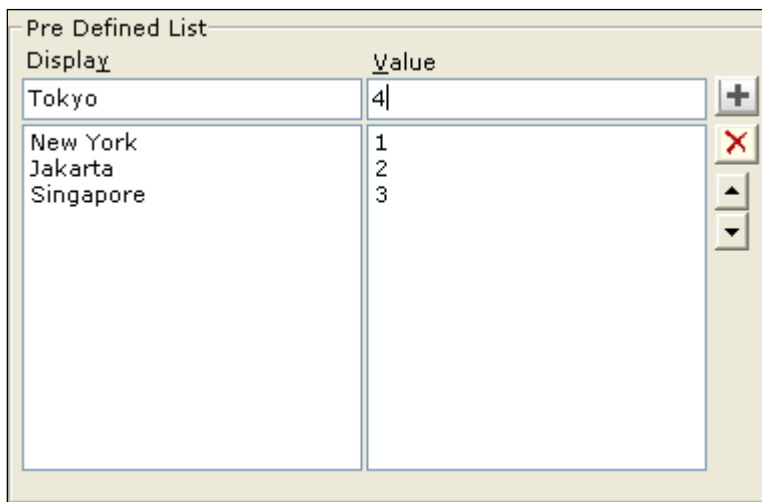 Pre Defined List
Display Value
Tokyo 4
New York 1
Jakarta 2
Singapore 3